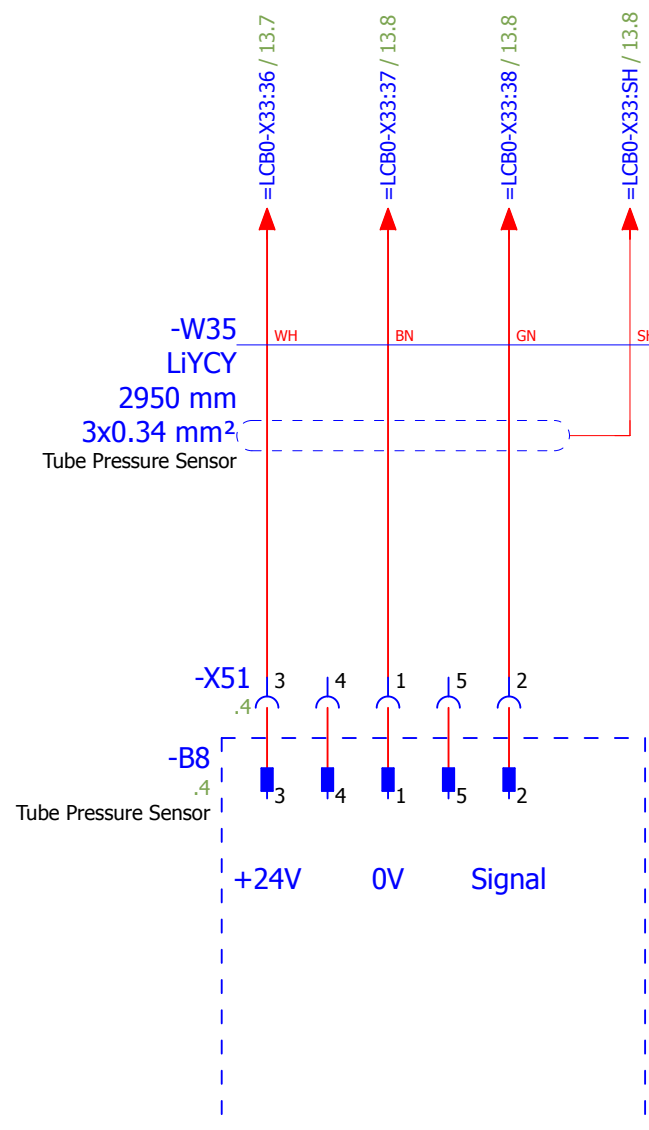 =LCB0-X33:36 / 13.7
=LCB0-X33:37 / 13.8
=LCB0-X33:38 / 13.8
=LCB0-X33:SH / 13.8
-W35
WH
BN
GN
SH
LiYCY
2950 mm
3x0.34 mm²
Tube Pressure Sensor
-X51
3
4
1
5
2
.4
-B8
.4
3
4
1
5
2
Tube Pressure Sensor
+24V
0V
Signal